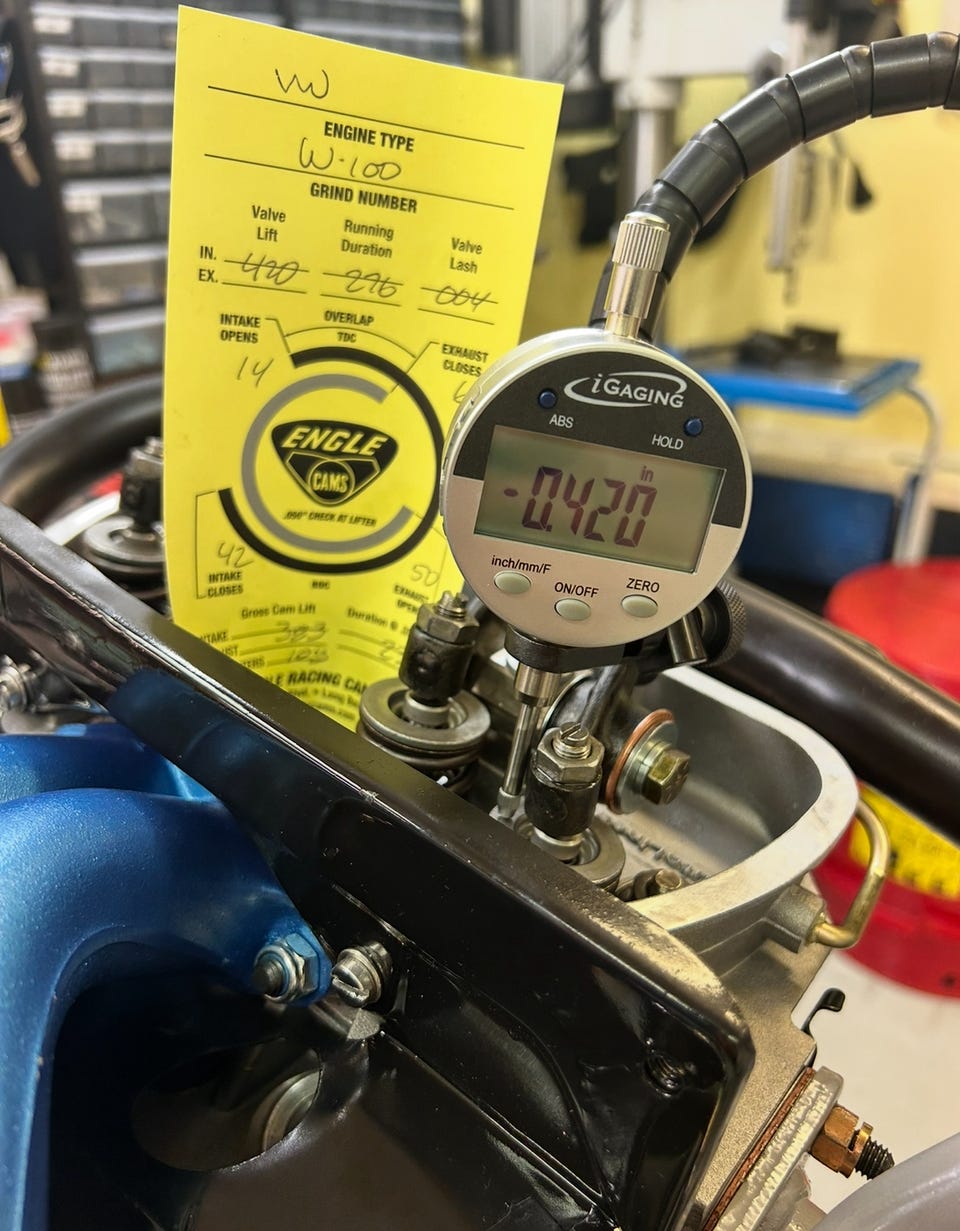 VW
ENGINE TYPE
W-100
GRIND NUMBER
Valve Lift
Running Duration
Valve Lash
IN.
EX.
420
276
004
OVERLAP
TDC
INTAKE OPENS
14
EXHAUST CLOSES
ENGLE
CAMS
.050" CHECK AT LIFTER
42
INTAKE CLOSES
BDC
50
Gross Cam Lift
Duration @
383
iGAGING
ABS
HOLD
in
-0.420
inch/mm/F
ON/OFF
ZERO